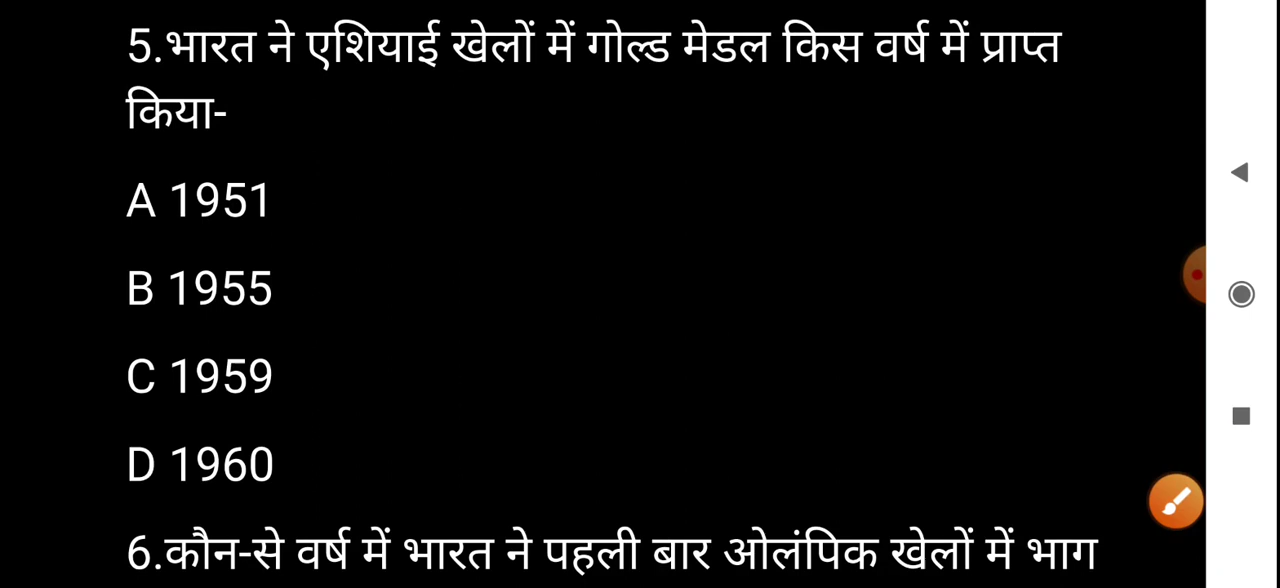 5.भारत ने एशियाई खेलों में गोल्ड मेडल किस वर्ष में प्राप्त
किया-
A 1951
B 1955
C 1959
D 1960
6.कौन-से वर्ष में भारत ने पहली बार ओलंपिक खेलों में भाग